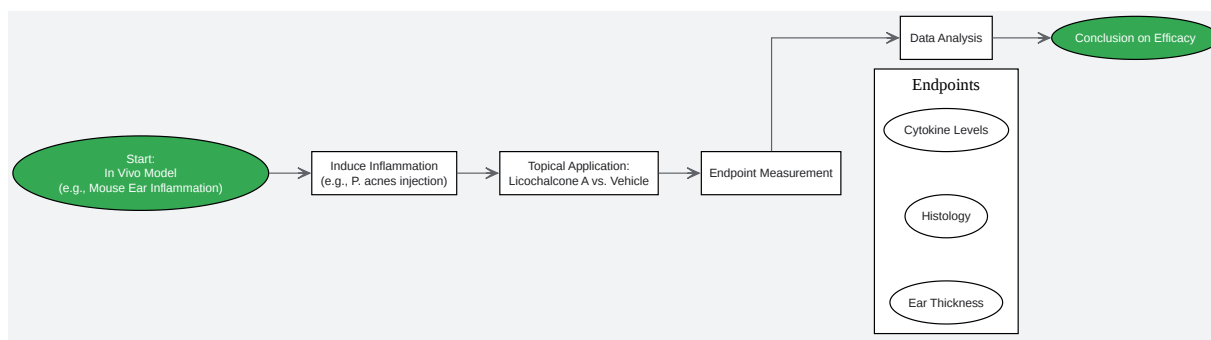 Start:
In Vivo Model
(e.g., Mouse Ear Inflammation)
Induce Inflammation
(e.g., P. acnes injection)
Topical Application:
Licochalcone A vs. Vehicle
Endpoint Measurement
Data Analysis
Conclusion on Efficacy
Endpoints
Cytokine Levels
Histology
Ear Thickness